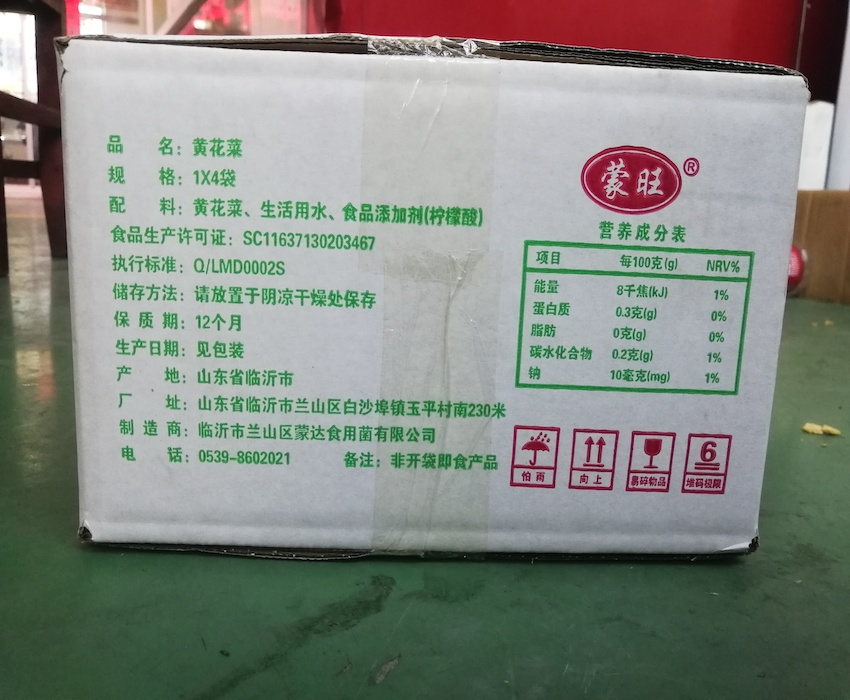 品 名：黄花菜
规 格：1X4袋
配 料：黄花菜、生活用水、食品添加剂(柠檬酸)
食品生产许可证：SC11637130203467
执行标准：Q/LMD0002S
储存方法：请放置于阴凉干燥处保存
保 质 期：12个月
生产日期：见包装
产 地：山东省临沂市
厂 址：山东省临沂市兰山区白沙埠镇玉平村南230米
制 造 商：临沂市兰山区蒙达食用菌有限公司
电 话：0539-8602021 备注：非开袋即食产品
蒙旺®
营养成分表
项目 每100克(g) NRV%
能量 8千焦(kJ) 1%
蛋白质 0.3克(g) 0%
脂肪 0克(g) 0%
碳水化合物 0.2克(g) 1%
钠 10毫克(mg) 1%
6
怕雨 向上 易碎物品 堆码极限